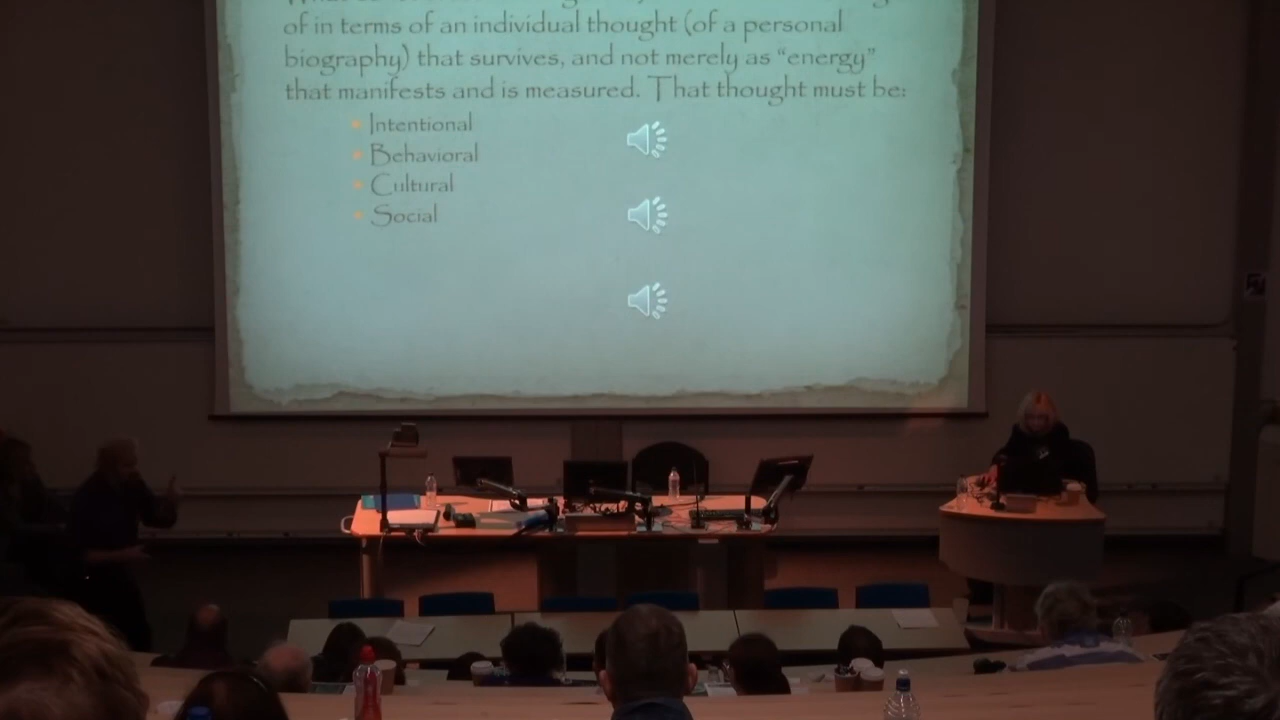 of in terms of an individual thought (of a personal
biography) that survives, and not merely as “energy”
that manifests and is measured. That thought must be:
Intentional
Behavioral
Cultural
Social